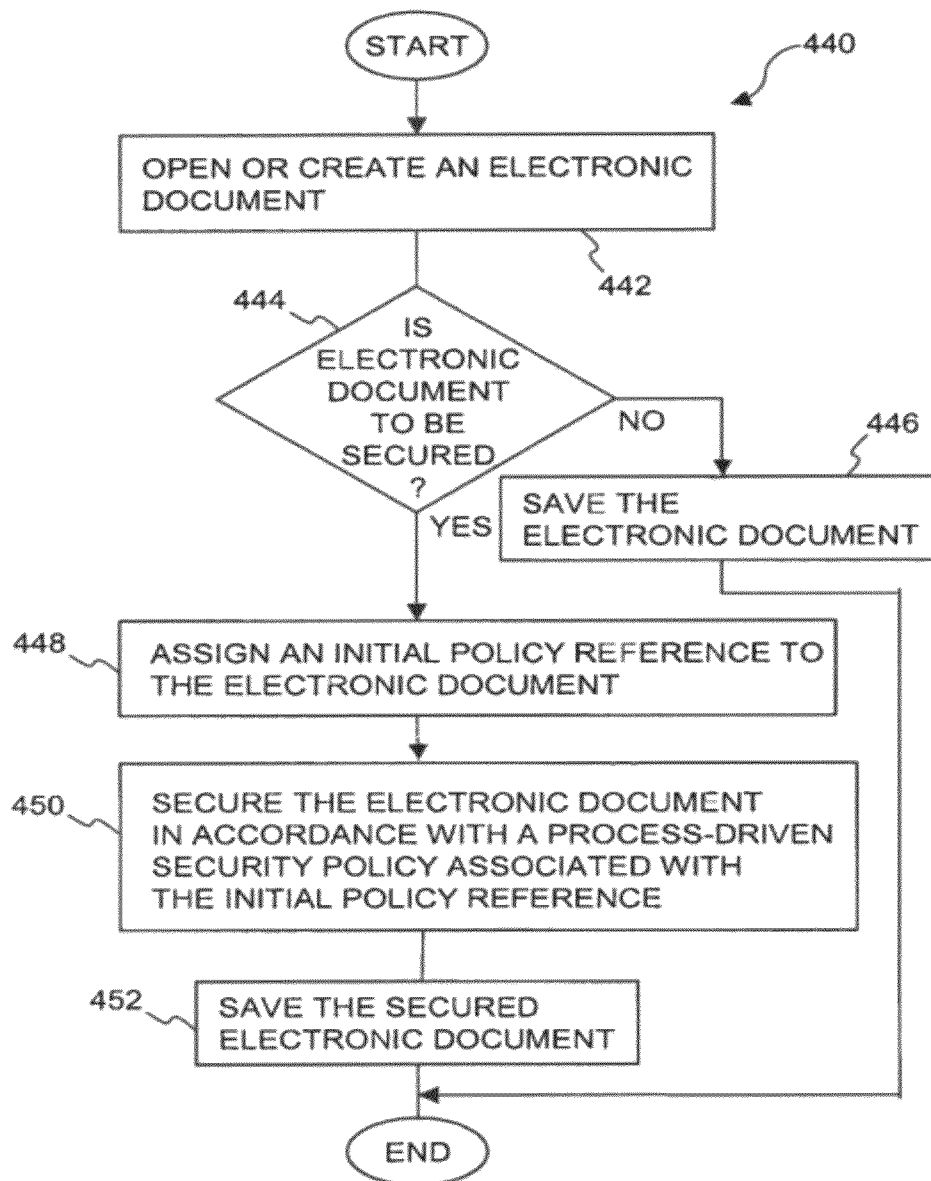 START
440
OPEN OR CREATE AN ELECTRONIC
DOCUMENT
442
444
IS
ELECTRONIC
DOCUMENT
TO BE
SECURED
?
NO
YES
446
SAVE THE
ELECTRONIC DOCUMENT
448
ASSIGN AN INITIAL POLICY REFERENCE TO
THE ELECTRONIC DOCUMENT
450
SECURE THE ELECTRONIC DOCUMENT
IN ACCORDANCE WITH A PROCESS-DRIVEN
SECURITY POLICY ASSOCIATED WITH
THE INITIAL POLICY REFERENCE
452
SAVE THE SECURED
ELECTRONIC DOCUMENT
END